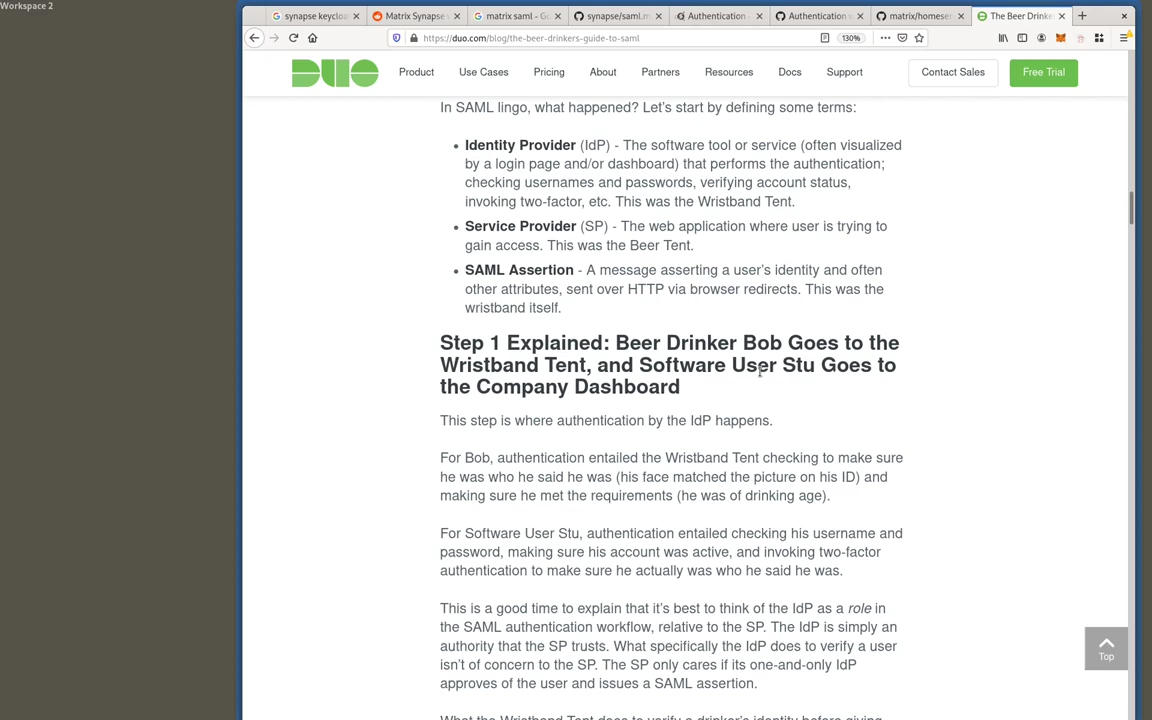 Workspace 2
synapse keycloa
Matrix Synapse
matrix saml - Go
synapse/saml.m
Authentication
Authentication
matrix/homeser
The Beer Drinke
https://duo.com/blog/the-beer-drinkers-guide-to-saml
130%
DUO
Product
Use Cases
Pricing
About
Partners
Resources
Docs
Support
Contact Sales
Free Trial
In SAML lingo, what happened? Let’s start by defining some terms:
• Identity Provider (IdP) - The software tool or service (often visualized
by a login page and/or dashboard) that performs the authentication;
checking usernames and passwords, verifying account status,
invoking two-factor, etc. This was the Wristband Tent.
• Service Provider (SP) - The web application where user is trying to
gain access. This was the Beer Tent.
• SAML Assertion - A message asserting a user’s identity and often
other attributes, sent over HTTP via browser redirects. This was the
wristband itself.
Step 1 Explained: Beer Drinker Bob Goes to the
Wristband Tent, and Software User Stu Goes to
the Company Dashboard
This step is where authentication by the IdP happens.
For Bob, authentication entailed the Wristband Tent checking to make sure
he was who he said he was (his face matched the picture on his ID) and
making sure he met the requirements (he was of drinking age).
For Software User Stu, authentication entailed checking his username and
password, making sure his account was active, and invoking two-factor
authentication to make sure he actually was who he said he was.
This is a good time to explain that it’s best to think of the IdP as a role in
the SAML authentication workflow, relative to the SP. The IdP is simply an
authority that the SP trusts. What specifically the IdP does to verify a user
isn’t of concern to the SP. The SP only cares if its one-and-only IdP
approves of the user and issues a SAML assertion.
What the Wristband Tent does to verify a drinker’s identity before giving
Top